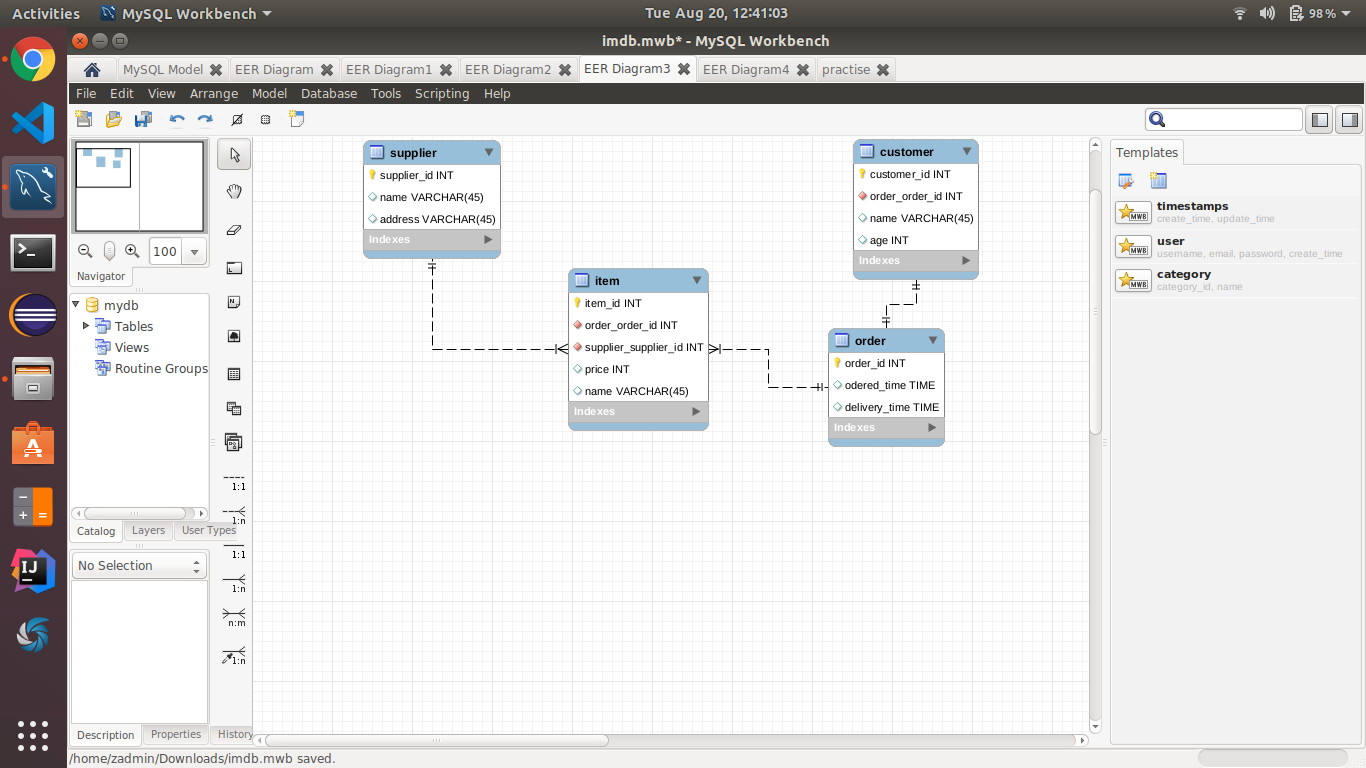 Activities
MySQL Workbench
Tue Aug 20, 12:41:03
98%
imdb.mwb* - MySQL Workbench
MySQL Model
EER Diagram
EER Diagram1
EER Diagram2
EER Diagram3
EER Diagram4
practise
File Edit View Arrange Model Database Tools Scripting Help
100
Navigator
mydb
Tables
Views
Routine Groups
Catalog
Layers
User Types
No Selection
Description
Properties
History
1:1
1:n
1:1
1:n
n:m
1:n
supplier
supplier_id INT
name VARCHAR(45)
address VARCHAR(45)
Indexes
item
item_id INT
order_order_id INT
supplier_supplier_id INT
price INT
name VARCHAR(45)
Indexes
customer
customer_id INT
order_order_id INT
name VARCHAR(45)
age INT
Indexes
order
order_id INT
odered_time TIME
delivery_time TIME
Indexes
Templates
MWB
timestamps
create_time, update_time
MWB
user
username, email, password, create_time
MWB
category
category_id, name
IJ
/home/zadmin/Downloads/imdb.mwb saved.